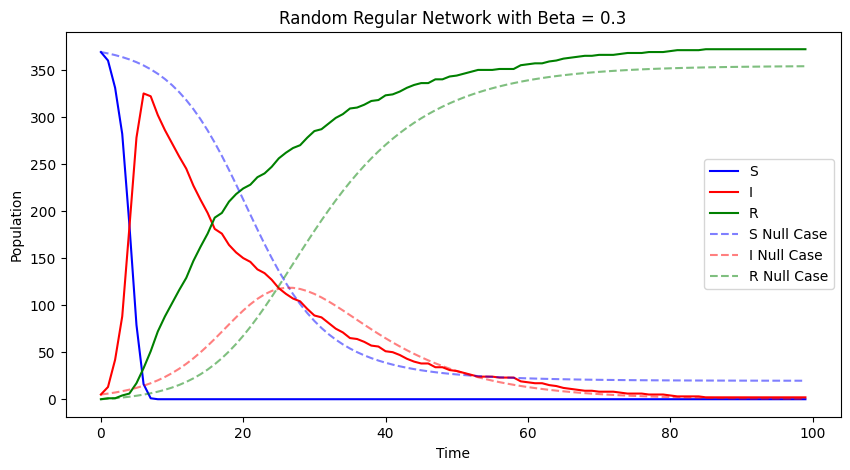 Random Regular Network with Beta = 0.3
Population
350
300
250
200
150
100
50
0
S
I
R
S Null Case
I Null Case
R Null Case
0 20 40 60 80 100
Time